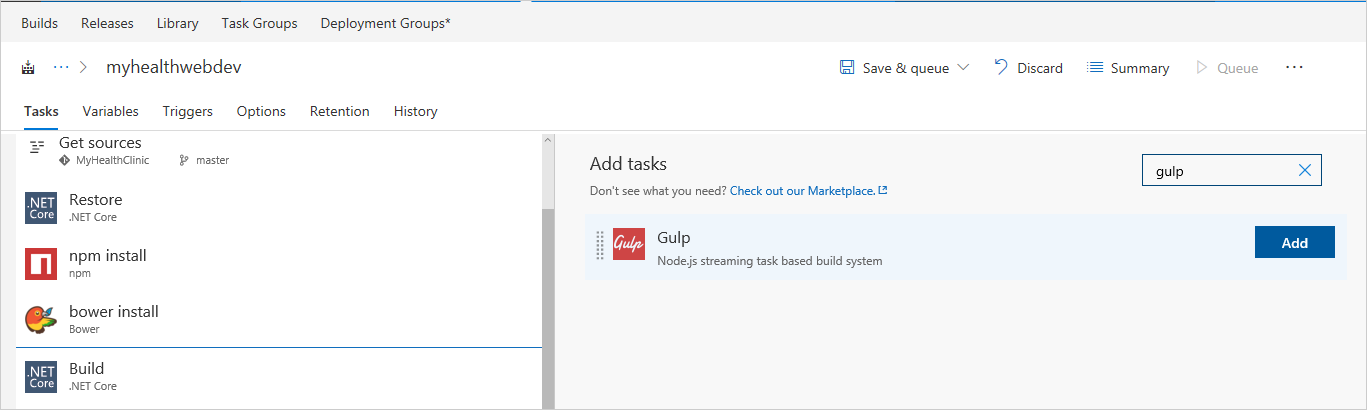 Builds Releases Library Task Groups Deployment Groups*
··· > myhealthwebdev Save & queue Discard Summary Queue ···
Tasks Variables Triggers Options Retention History
Get sources
MyHealthClinic master
.NET Core Restore
.NET Core
npm install
npm
bower install
Bower
.NET Core Build
.NET Core
Add tasks
gulp
Don't see what you need? Check out our Marketplace.
Gulp Gulp
Add
Node.js streaming task based build system